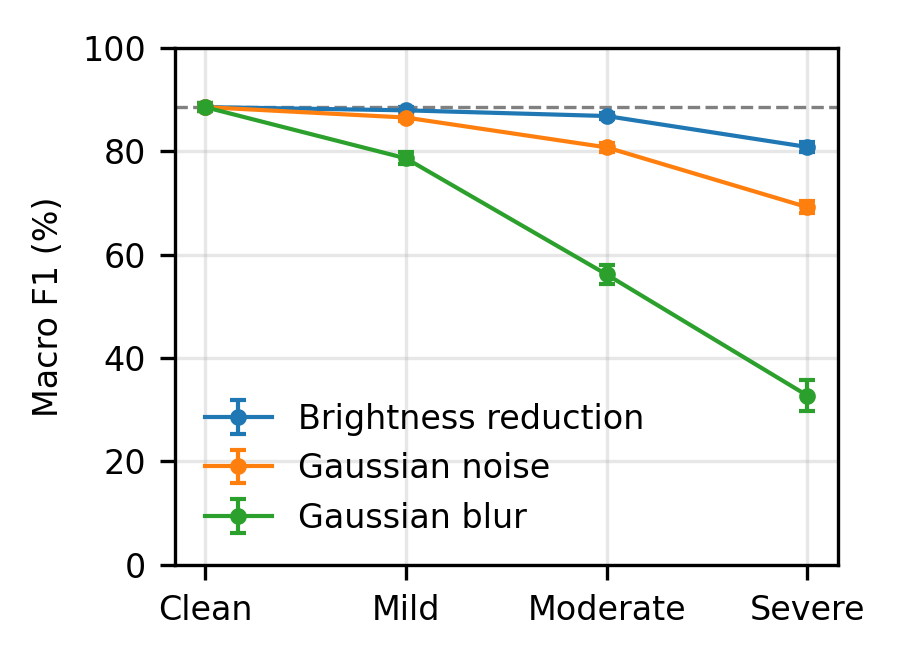 Macro F1 (%)
100
80
60
40
20
0
Brightness reduction
Gaussian noise
Gaussian blur
Clean Mild Moderate Severe